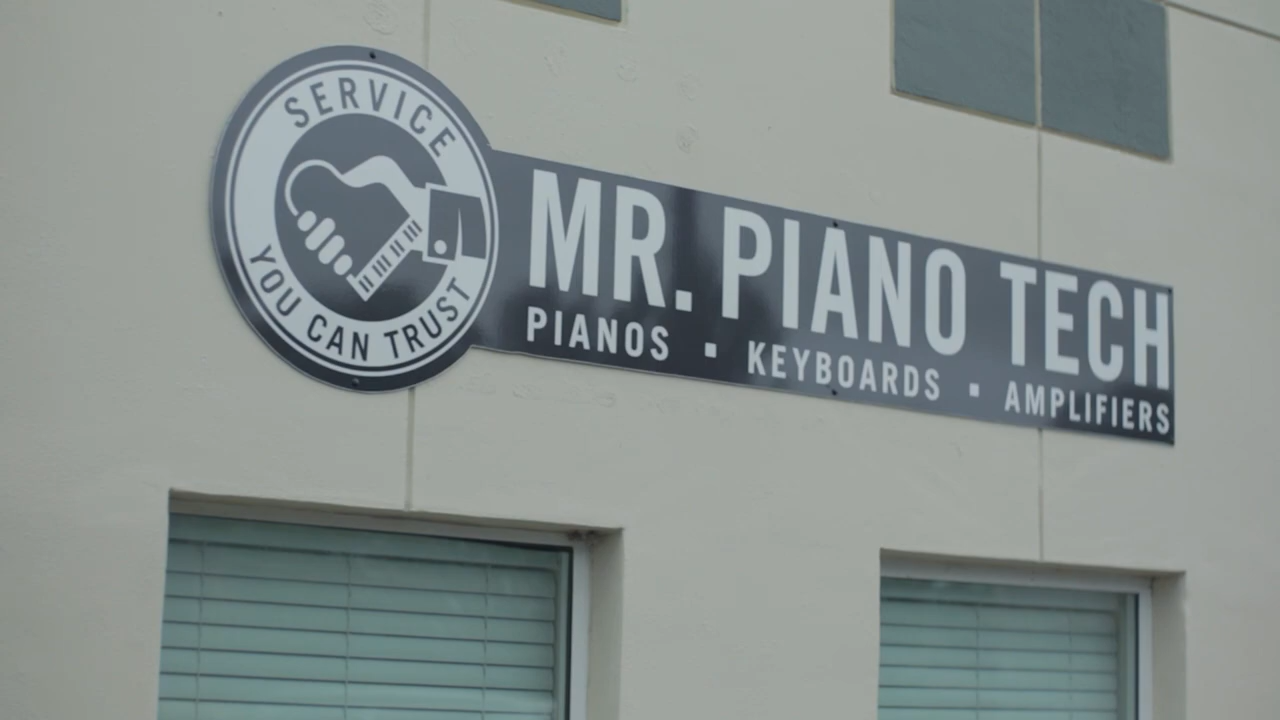 SERVICE
YOU CAN TRUST
MR. PIANO TECH
PIANOS ▪ KEYBOARDS ▪ AMPLIFIERS